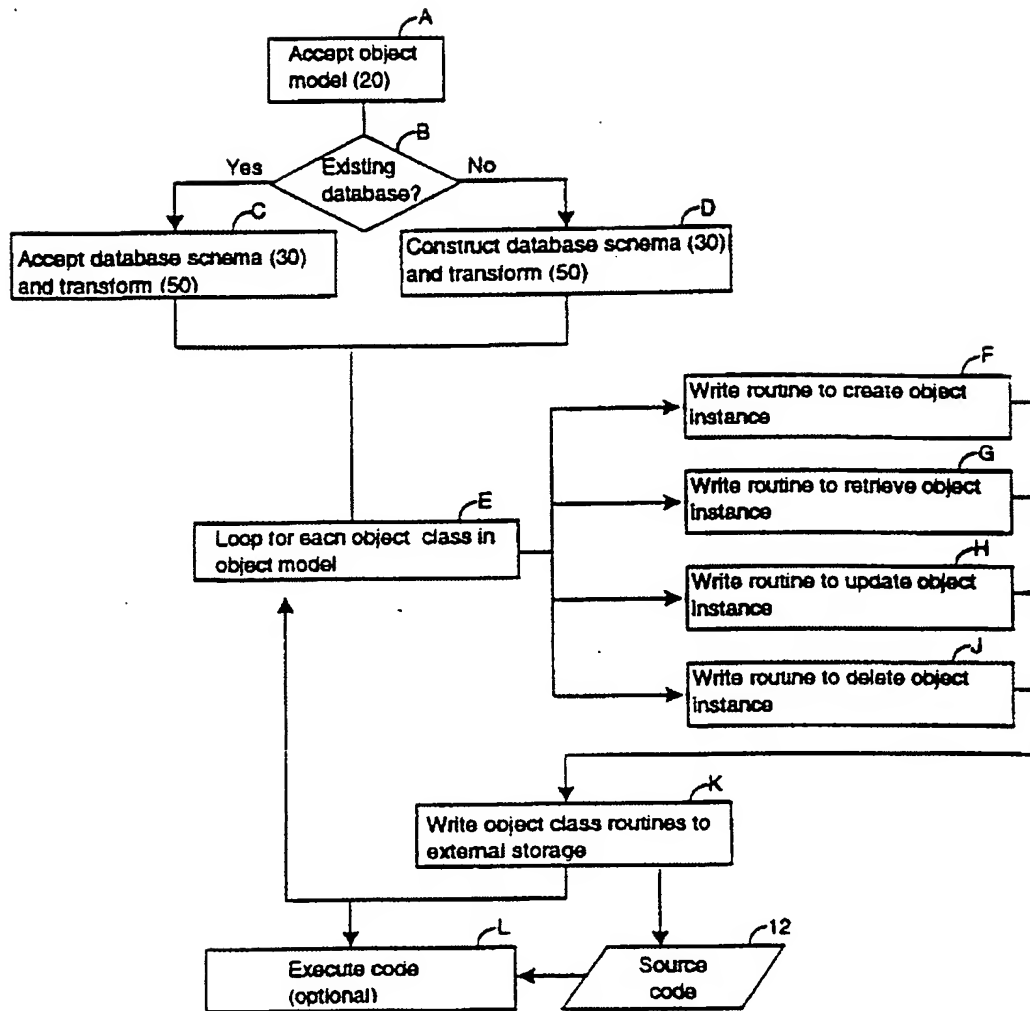 A
Accept object
model (20)
B
Yes
Existing
database?
No
C
Accept database schema (30)
and transform (50)
D
Construct database schema (30)
and transform (50)
E
Loop for each object class in
object model
F
Write routine to create object
instance
G
Write routine to retrieve object
instance
H
Write routine to update object
instance
J
Write routine to delete object
instance
K
Write object class routines to
external storage
L
Execute code
(optional)
12
Source
code